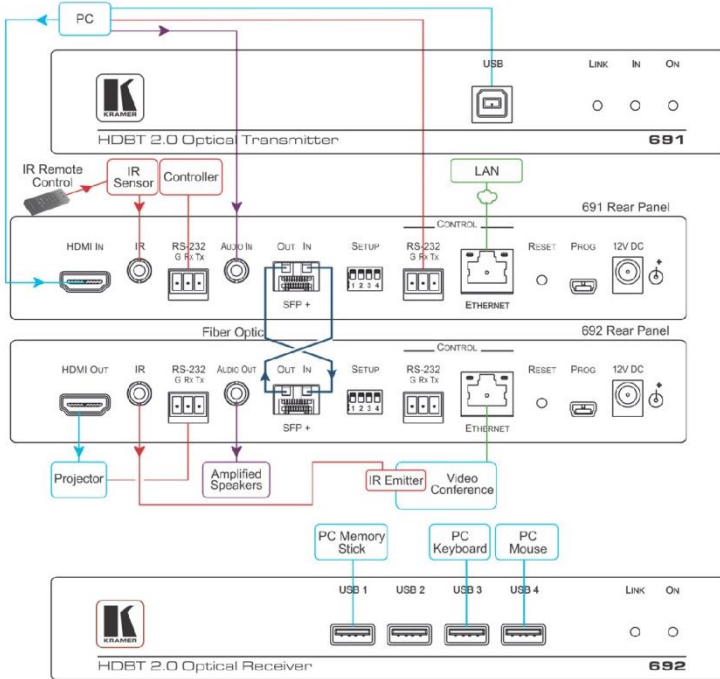 PC
USB
LINK IN ON
K
KRAMER
HDBT 2.0 Optical Transmitter
691
IR Remote
Control
IR
Sensor
Controller
LAN
691 Rear Panel
CONTROL
HDMI IN
IR
RS-232
G Rx Tx
AUDIO IN
OUT IN
SETUP
RS-232
G Rx Tx
RESET
PROG
12V DC
+
1 2 3 4
SFP +
ETHERNET
Fiber Optic
692 Rear Panel
CONTROL
HDMI OUT
IR
RS-232
G Rx Tx
AUDIO OUT
OUT IN
SETUP
RS-232
G Rx Tx
RESET
PROG
12V DC
+
1 2 3 4
SFP +
ETHERNET
Projector
Amplified
Speakers
IR Emitter
Video
Conference
PC Memory
Stick
PC
Keyboard
PC
Mouse
USB 1
USB 2
USB 3
USB 4
LINK ON
K
KRAMER
HDBT 2.0 Optical Receiver
692